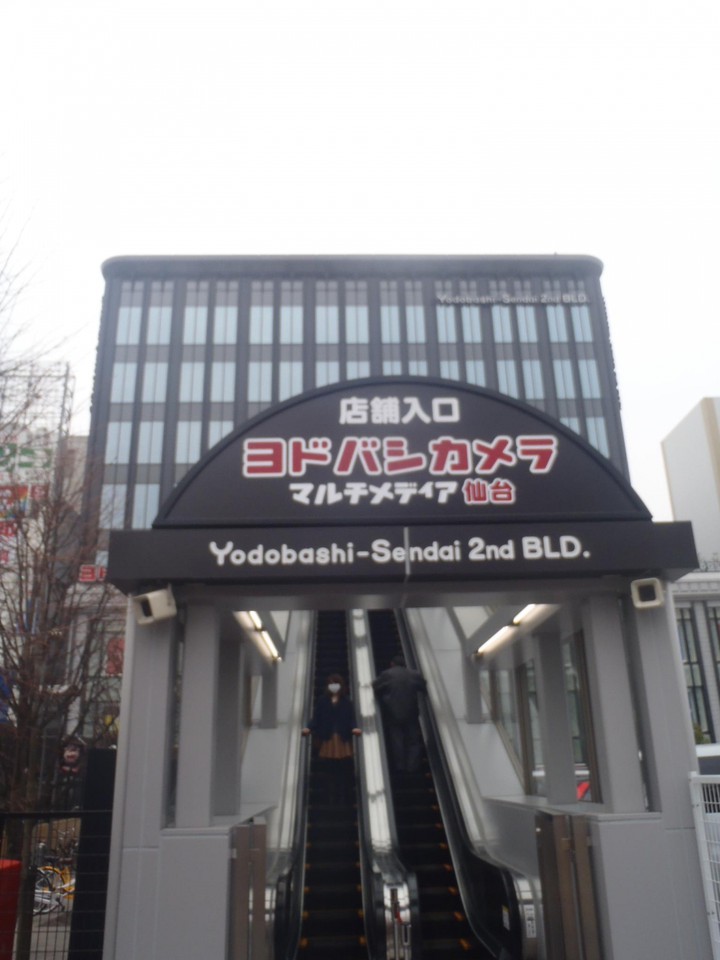 Yodobashi-Sendai 2nd BLD.
店舗入口
ヨドバシカメラ
マルチメディア仙台
Yodobashi-Sendai 2nd BLD.